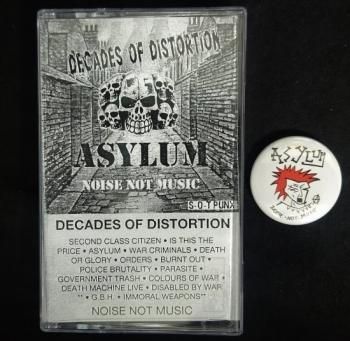 DECADES OF DISTORTION
ASYLUM
NOISE NOT MUSIC
S-O-T PUNX
DECADES OF DISTORTION
SECOND CLASS CITIZEN • IS THIS THE
PRICE • ASYLUM • WAR CRIMINALS • DEATH
OR GLORY • ORDERS • BURNT OUT •
POLICE BRUTALITY • PARASITE •
GOVERNMENT TRASH • COLOURS OF WAR •
DEATH MACHINE LIVE • DISABLED BY WAR
** • G.B.H. • IMMORAL WEAPONS**
NOISE NOT MUSIC
ASYLUM
NOT MUSIC